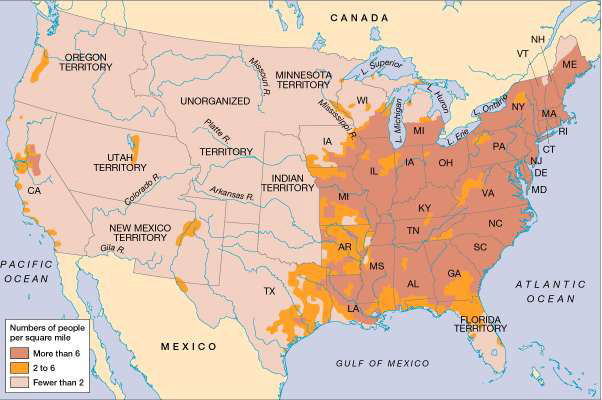 CANADA
NH
VT
ME
OREGON
TERRITORY
Missouri R.
MINNESOTA
TERRITORY
L. Superior
L. Huron
L. Michigan
L. Ontario
L. Erie
WI
MI
NY
MA
RI
CT
UNORGANIZED
TERRITORY
Mississippi R.
Platte R.
IA
PA
NJ
DE
MD
UTAH
TERRITORY
IL
IA
OH
CA
Colorado R.
Arkansas R.
INDIAN
TERRITORY
MI
KY
VA
NEW MEXICO
TERRITORY
Gila R.
AR
TN
NC
SC
PACIFIC
OCEAN
TX
MS
AL
GA
LA
ATLANTIC
OCEAN
FLORIDA
TERRITORY
MEXICO
GULF OF MEXICO
Numbers of people
per square mile
More than 6
2 to 6
Fewer than 2